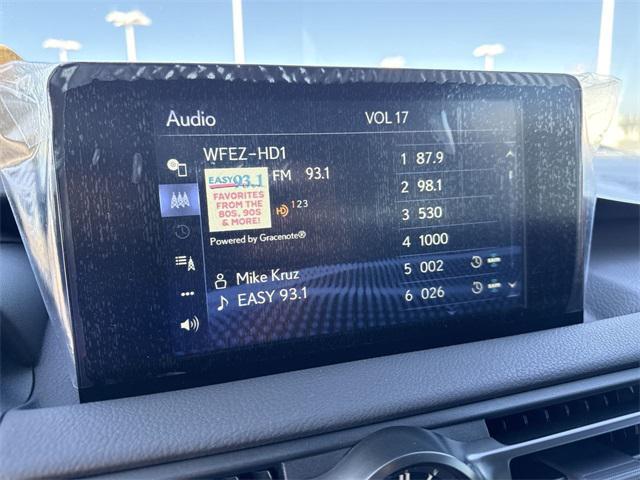 Audio
VOL 17
WFEZ-HD1
FM 93.1
EASY 93.1
FAVORITES
FROM THE
80S, 90S
& MORE!
HD 123
Powered by Gracenote®
Mike Kruz
EASY 93.1
1 87.9
2 98.1
3 530
4 1000
5 002
6 026